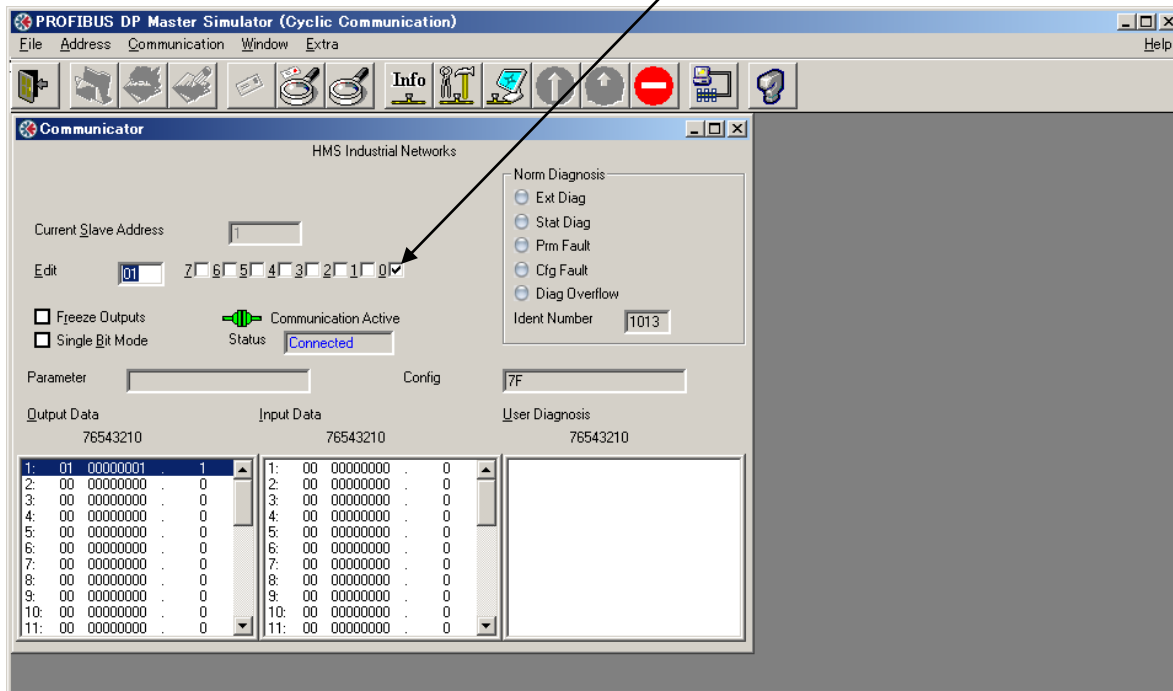 PROFIBUS DP Master Simulator (Cyclic Communication)
File Address Communication Window Extra Help
Info
Communicator
HMS Industrial Networks
Norm Diagnosis
Ext Diag
Stat Diag
Current Slave Address 1
Prm Fault
Edit 01 7 6 5 4 3 2 1 0
Cfg Fault
Diag Overflow
Freeze Outputs Communication Active
Ident Number 1013
Single Bit Mode Status Connected
Parameter Config 7F
Output Data Input Data User Diagnosis
76543210 76543210 76543210
1: 01 00000001 . 1 1: 00 00000000 . 0
2: 00 00000000 . 0 2: 00 00000000 . 0
3: 00 00000000 . 0 3: 00 00000000 . 0
4: 00 00000000 . 0 4: 00 00000000 . 0
5: 00 00000000 . 0 5: 00 00000000 . 0
6: 00 00000000 . 0 6: 00 00000000 . 0
7: 00 00000000 . 0 7: 00 00000000 . 0
8: 00 00000000 . 0 8: 00 00000000 . 0
9: 00 00000000 . 0 9: 00 00000000 . 0
10: 00 00000000 . 0 10: 00 00000000 . 0
11: 00 00000000 . 0 11: 00 00000000 . 0